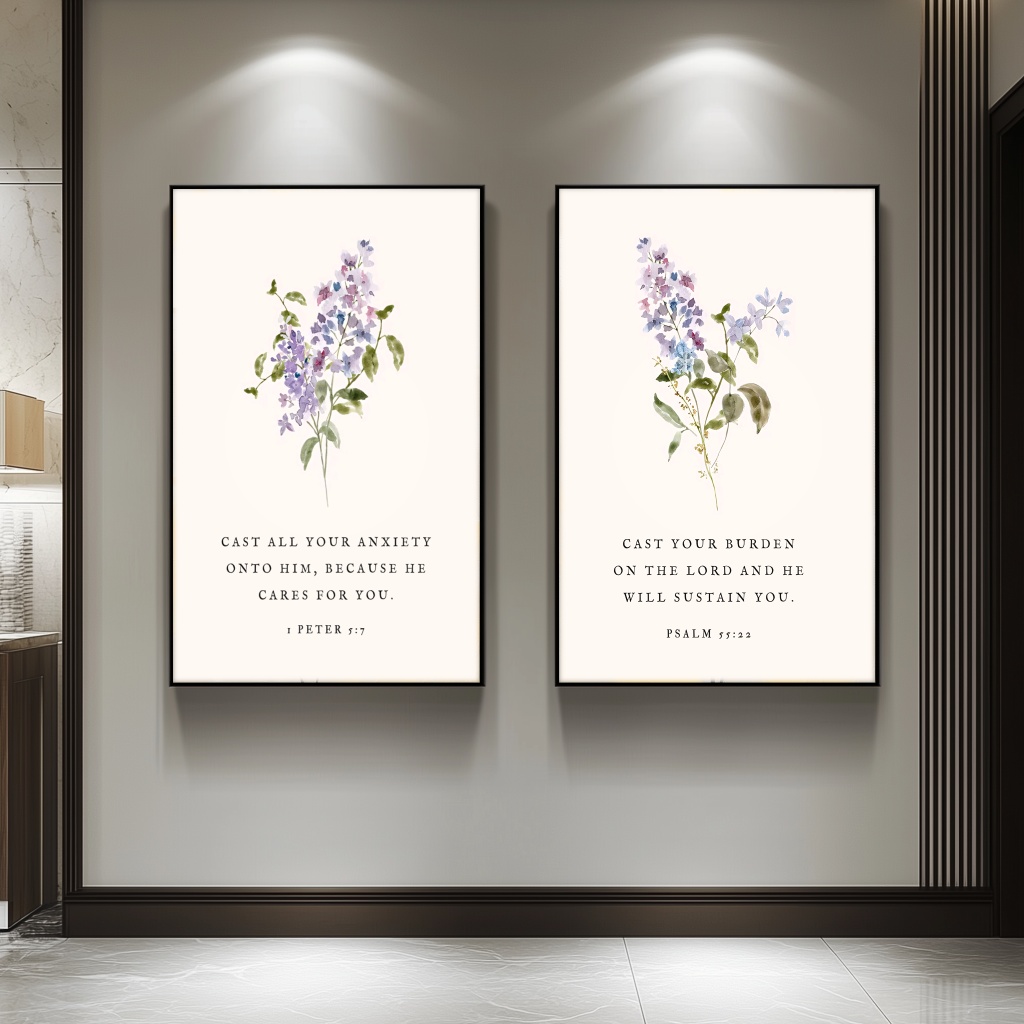 CAST ALL YOUR ANXIETY
ONTO HIM, BECAUSE HE
CARES FOR YOU.
1 PETER 5:7
CAST YOUR BURDEN
ON THE LORD AND HE
WILL SUSTAIN YOU.
PSALM 55:22